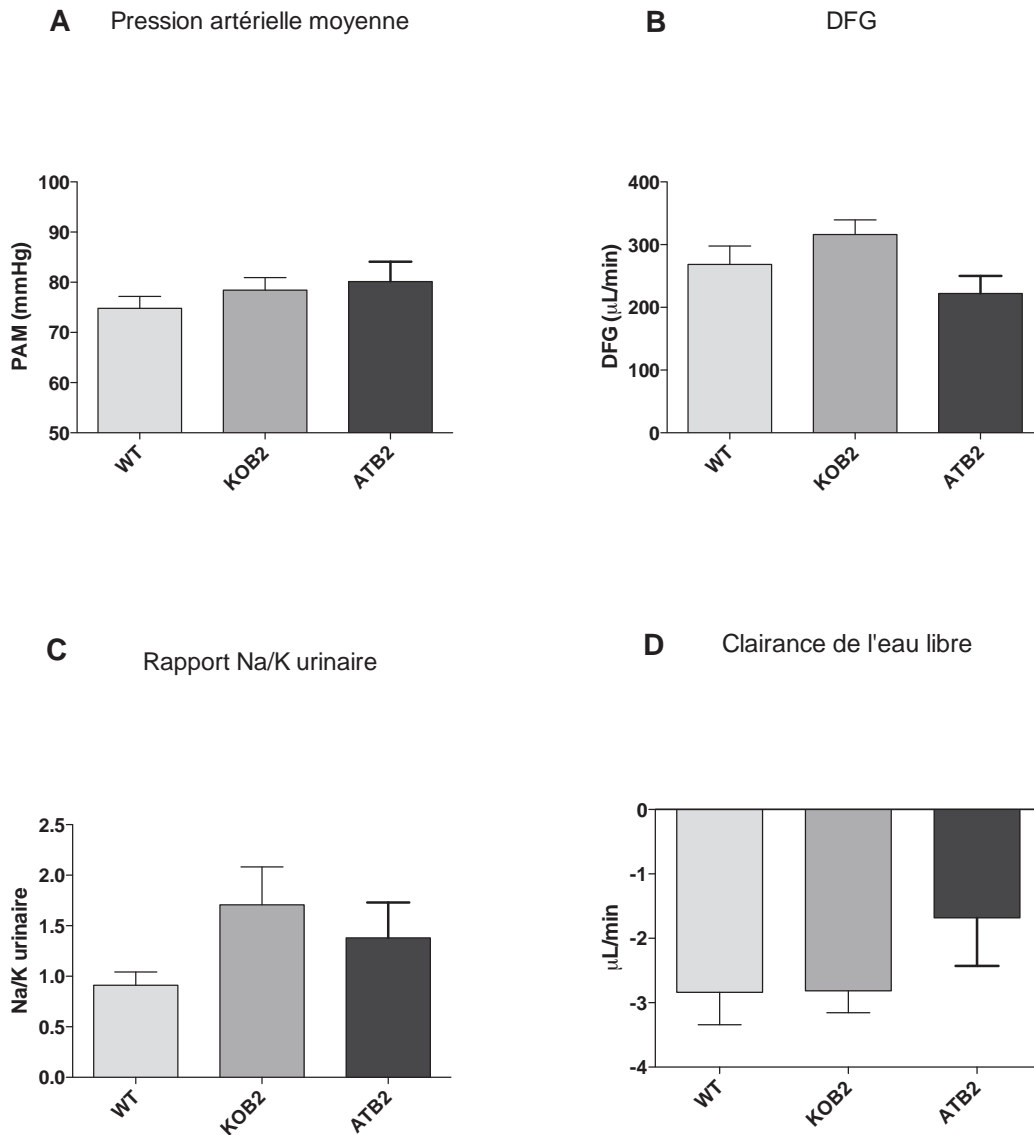 A Pression artérielle moyenne
PAM (mmHg)
100
90
80
70
60
50
WT
KOB2
ATB2
B DFG
DFG (µL/min)
400
300
200
100
0
WT
KOB2
ATB2
C Rapport Na/K urinaire
Na/K urinaire
2.5
2.0
1.5
1.0
0.5
0.0
WT
KOB2
ATB2
D Clairance de l'eau libre
µL/min
0
-1
-2
-3
-4
WT
KOB2
ATB2